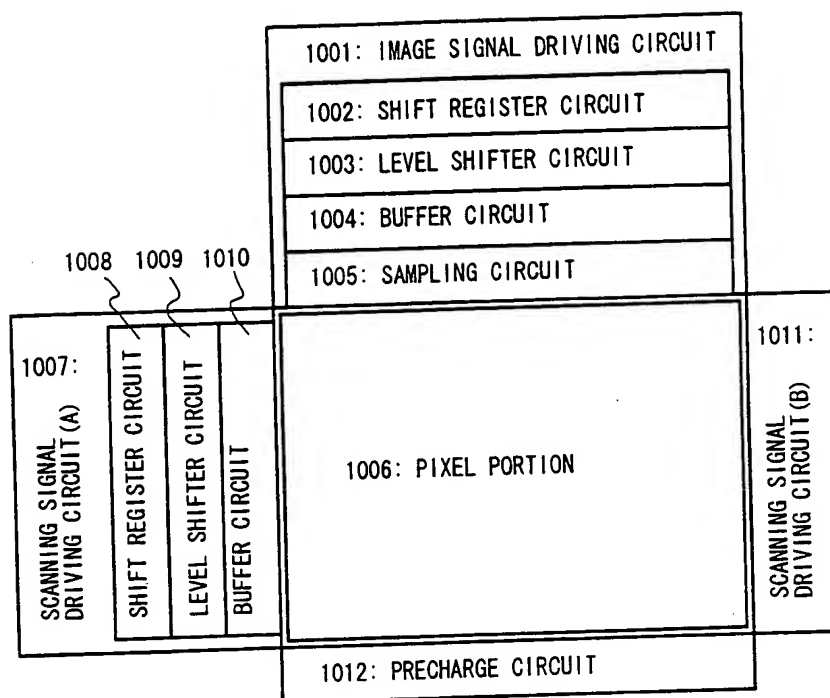 1001: IMAGE SIGNAL DRIVING CIRCUIT
1002: SHIFT REGISTER CIRCUIT
1003: LEVEL SHIFTER CIRCUIT
1004: BUFFER CIRCUIT
1005: SAMPLING CIRCUIT
1008 1009 1010
1007:
SCANNING SIGNAL
DRIVING CIRCUIT(A)
SHIFT REGISTER CIRCUIT
LEVEL SHIFTER CIRCUIT
BUFFER CIRCUIT
1006: PIXEL PORTION
1011:
SCANNING SIGNAL
DRIVING CIRCUIT(B)
1012: PRECHARGE CIRCUIT